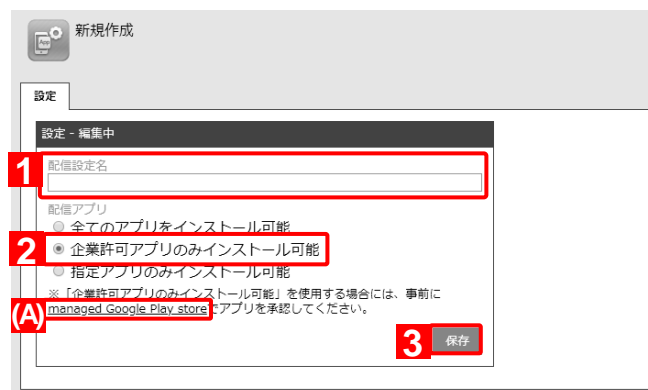 新規作成
設定
設定 - 編集中
1
配信設定名
配信アプリ
全てのアプリをインストール可能
2
企業許可アプリのみインストール可能
指定アプリのみインストール可能
※「企業許可アプリのみインストール可能」を使用する場合には、事前に
(A)
managed Google Play storeでアプリを承認してください。
3
保存